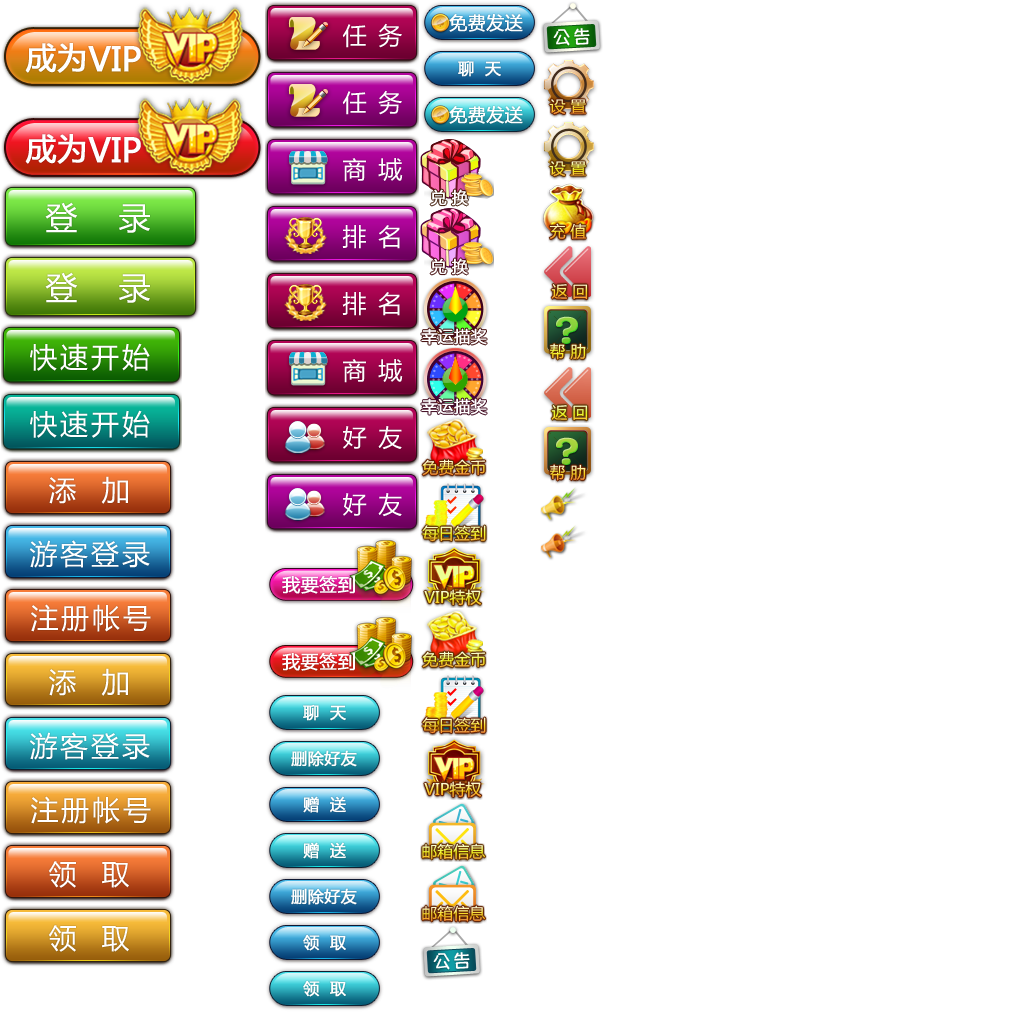 成为VIP
VIP
成为VIP
VIP
登 录
登 录
快速开始
快速开始
添 加
游客登录
注册帐号
添 加
游客登录
注册帐号
领 取
领 取
任 务
任 务
商 城
排 名
排 名
商 城
好 友
好 友
我要签到
我要签到
聊 天
删除好友
赠 送
赠 送
删除好友
领 取
领 取
免费发送
聊 天
免费发送
兑 换
兑 换
幸运描奖
幸运描奖
免费金币
每日签到
VIP
VIP特权
免费金币
每日签到
VIP
VIP特权
邮箱信息
邮箱信息
公告
公告
设 置
设 置
充 值
返 回
?
帮 肋
返 回
?
帮 肋